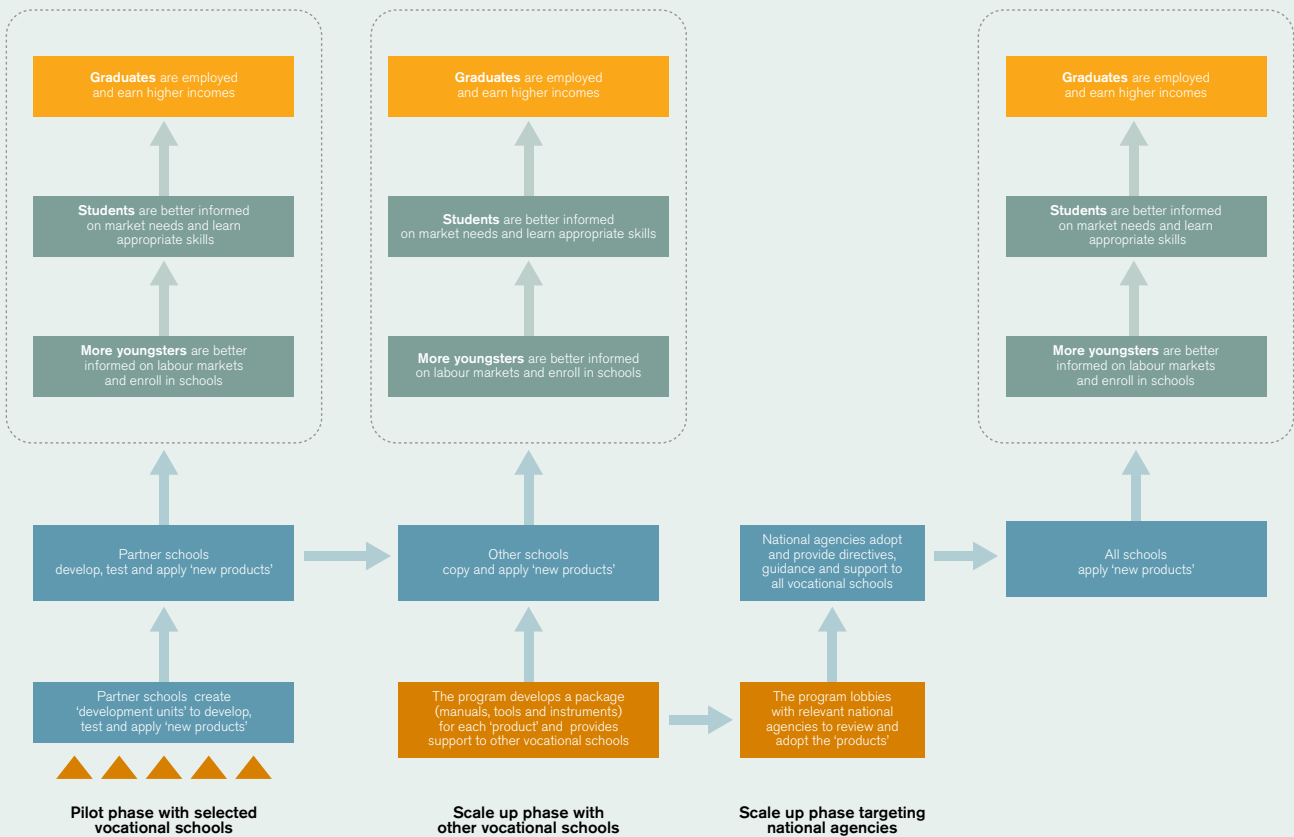 Graduates are employed
and earn higher incomes
Students are better informed
on market needs and learn
appropriate skills
More youngsters are better
informed on labour markets
and enroll in schools
Partner schools
develop, test and apply ‘new products’
Partner schools create
‘development units’ to develop,
test and apply ‘new products’
Pilot phase with selected
vocational schools
Graduates are employed
and earn higher incomes
Students are better informed
on market needs and learn appropriate skills
More youngsters are better informed
on labour markets and enroll in schools
Other schools
copy and apply ‘new products’
The program develops a package
(manuals, tools and instruments)
for each ‘product’ and provides
support to other vocational schools
Scale up phase with
other vocational schools
National agencies adopt
and provide directives,
guidance and support to
all vocational schools
The program lobbies
with relevant national
agencies to review and
adopt the ‘products’
Scale up phase targeting
national agencies
Graduates are employed
and earn higher incomes
Students are better informed
on market needs and learn
appropriate skills
More youngsters are better
informed on labour markets
and enroll in schools
All schools
apply ‘new products’